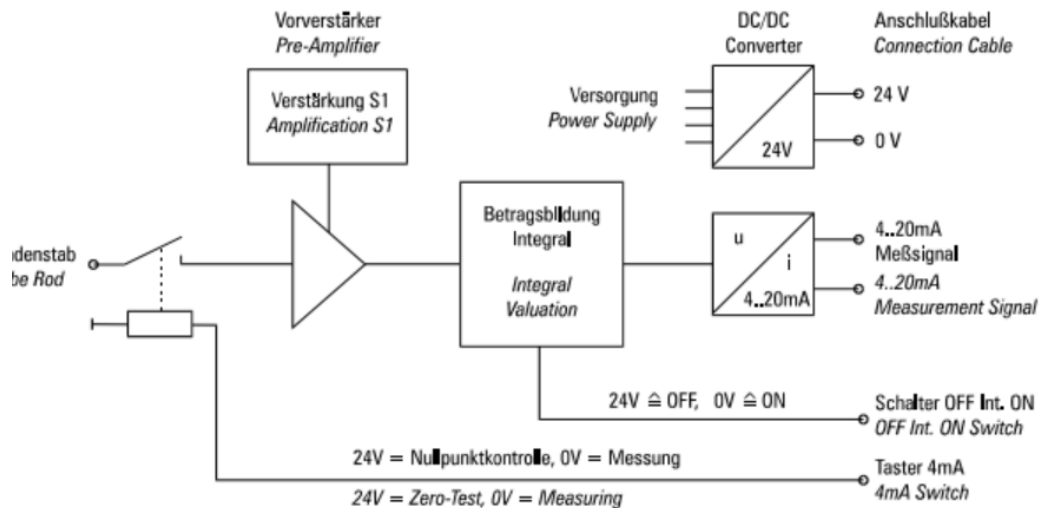 Vorverstärker
Pre-Amplifier
DC/DC
Converter
Anschlußkabel
Connection Cable
Verstärkung S1
Amplification S1
Versorgung
Power Supply
24V
24 V
0 V
Betragsbildung
Integral
Integral
Valuation
u
i
4..20mA
4..20mA
Meßsignal
4..20mA
Measurement Signal
ndenstab
be Rod
24V ≙ OFF, 0V ≙ ON
Schalter OFF Int. ON
OFF Int. ON Switch
24V = Nullpunktkontrolle, 0V = Messung
24V = Zero-Test, 0V = Measuring
Taster 4mA
4mA Switch